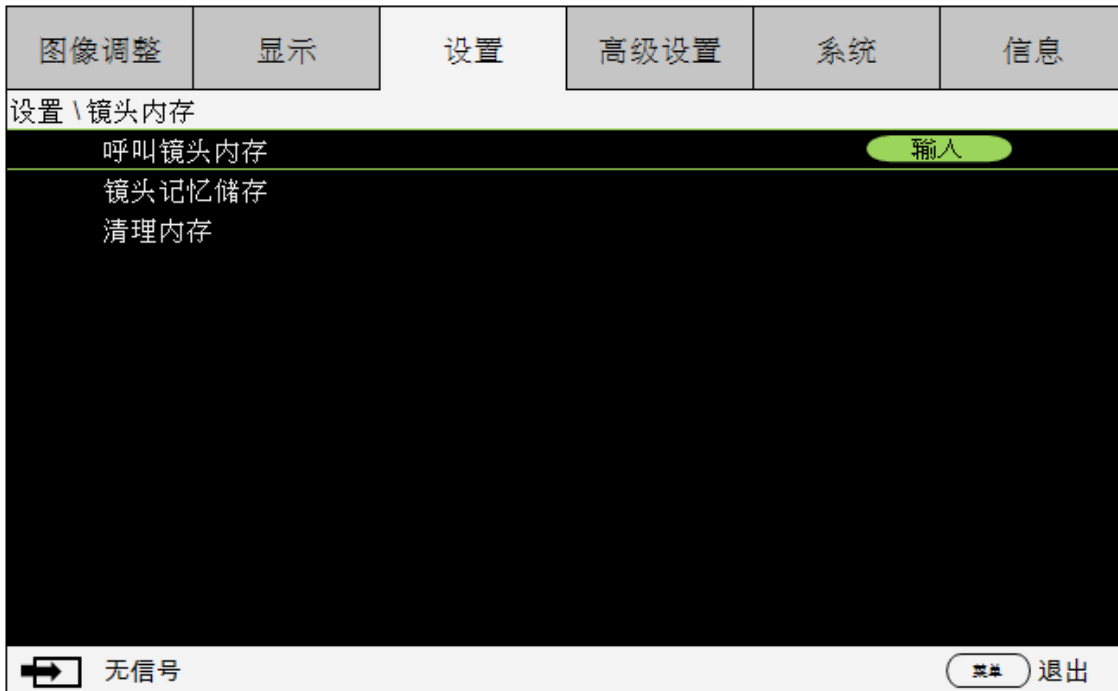 图像调整 显示 设置 高级设置 系统 信息
设置 \ 镜头内存
呼叫镜头内存 输入
镜头记忆储存
清理内存
无信号 菜单 退出